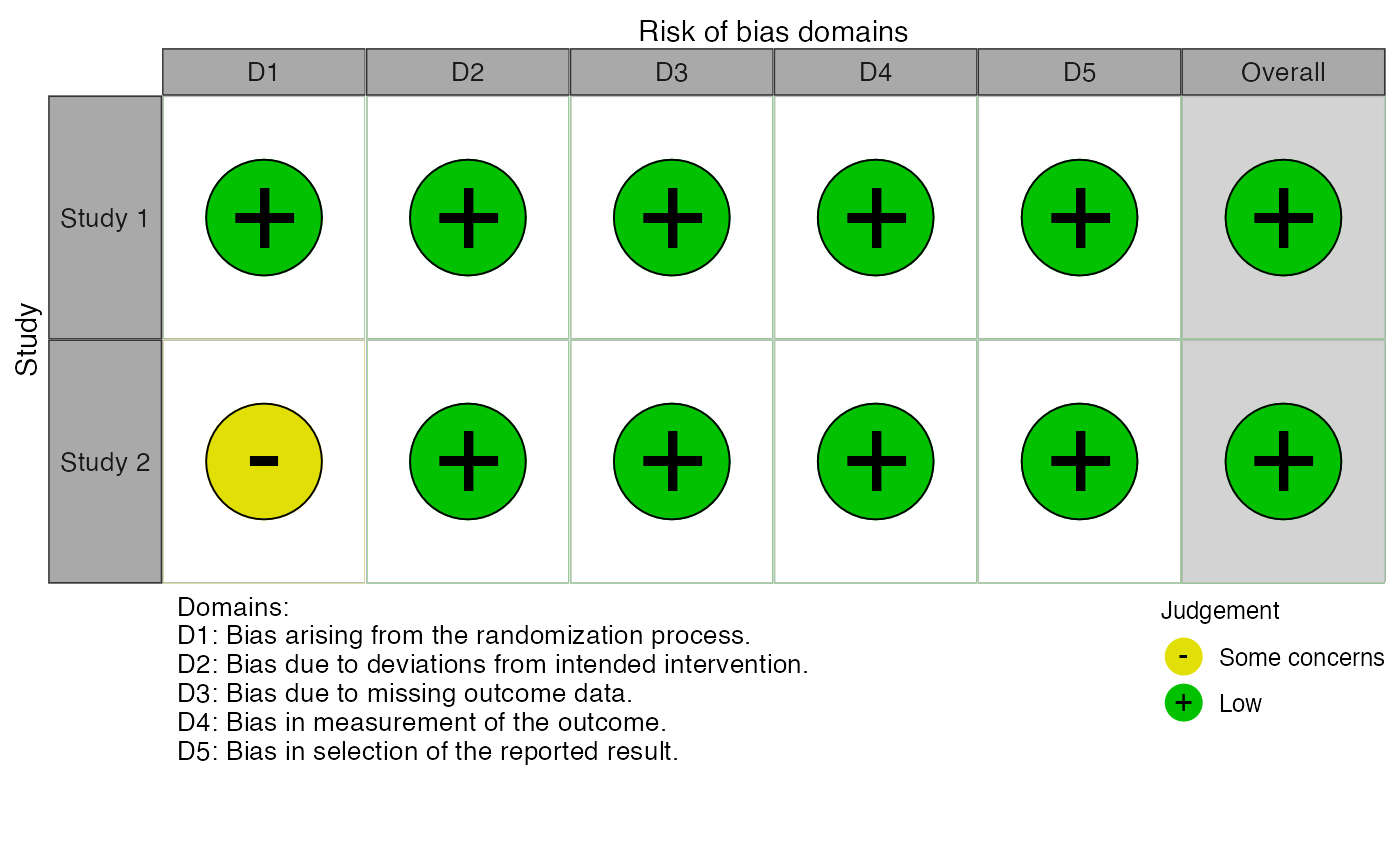 Risk of bias domains
D1 D2 D3 D4 D5 Overall
Study
Study 1 + + + + + +
Study 2 - + + + + +
Domains:
D1: Bias arising from the randomization process.
D2: Bias due to deviations from intended intervention.
D3: Bias due to missing outcome data.
D4: Bias in measurement of the outcome.
D5: Bias in selection of the reported result.
Judgement
- Some concerns
+ Low